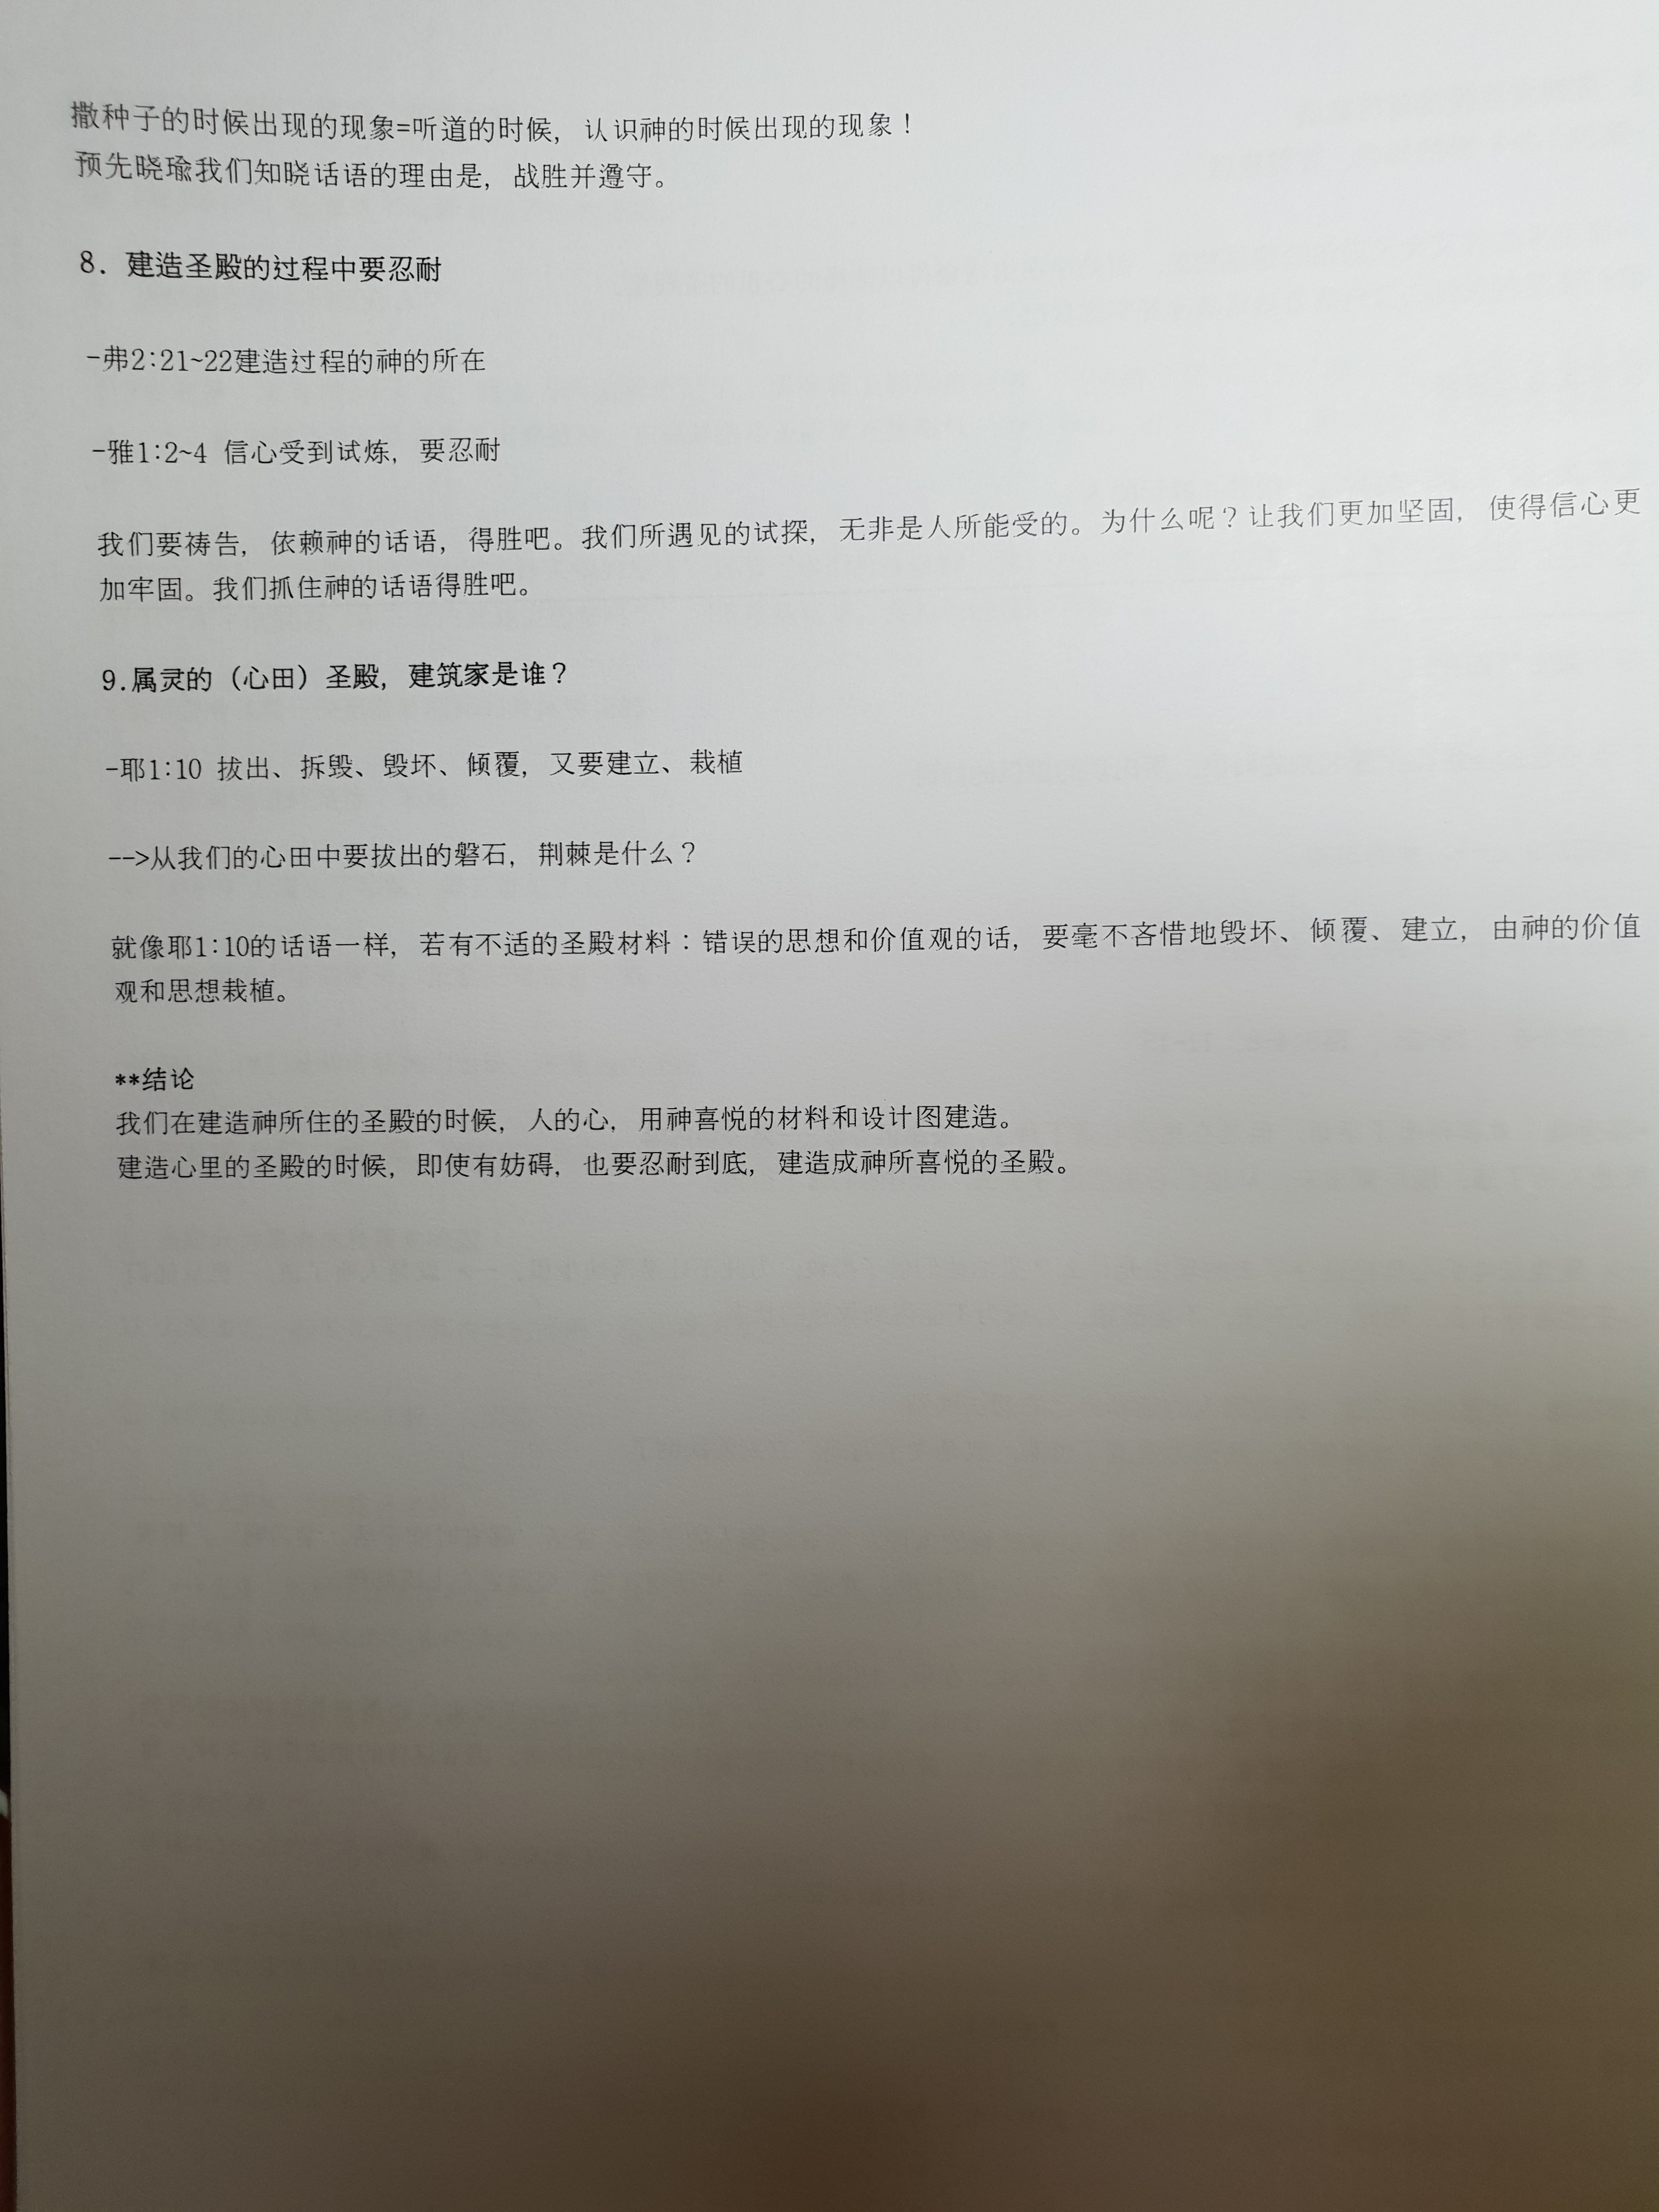 撒种子的时候出现的现象=听道的时候，认识神的时候出现的现象！
预先晓瑜我们知晓话语的理由是，战胜并遵守。
8. 建造圣殿的过程中要忍耐
-弗2:21~22建造过程的神的所在
-雅1:2~4 信心受到试炼，要忍耐
我们要祷告，依赖神的话语，得胜吧。我们所遇见的试探，无非是人所能受的。为什么呢？让我们更加坚固，使得信心更
加牢固。我们抓住神的话语得胜吧。
9.属灵的（心田）圣殿，建筑家是谁？
-耶1:10 拔出、拆毁、毁坏、倾覆，又要建立、栽植
-->从我们的心田中要拔出的磐石，荆棘是什么？
就像耶1:10的话语一样，若有不适的圣殿材料：错误的思想和价值观的话，要毫不吝惜地毁坏、倾覆、建立，由神的价值
观和思想栽植。
**结论
我们在建造神所住的圣殿的时候，人的心，用神喜悦的材料和设计图建造。
建造心里的圣殿的时候，即使有妨碍，也要忍耐到底，建造成神所喜悦的圣殿。